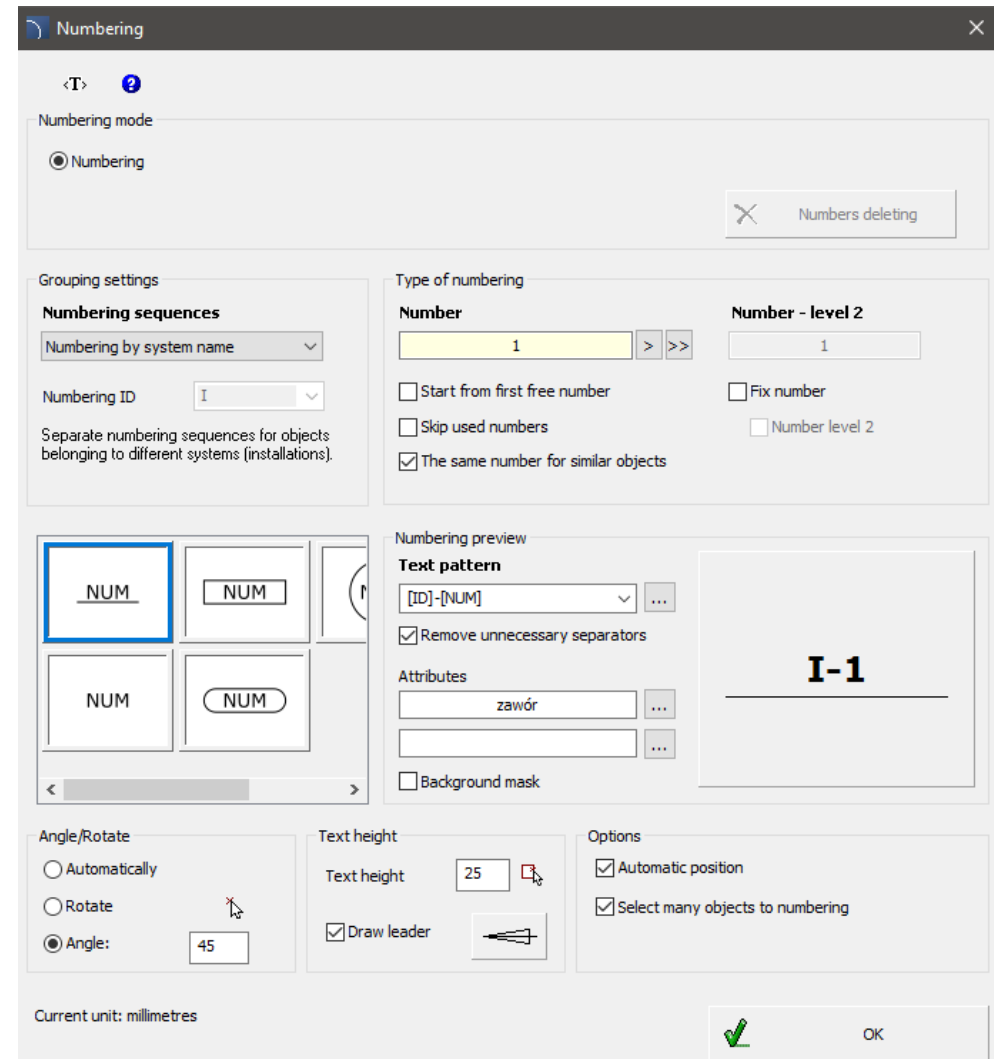 Numbering
<T>
?
Numbering mode
Numbering
Numbers deleting
Grouping settings
Numbering sequences
Numbering by system name
Numbering ID
I
Separate numbering sequences for objects
belonging to different systems (installations).
Type of numbering
Number
1
>
>>
Start from first free number
Skip used numbers
The same number for similar objects
Number - level 2
1
Fix number
Number level 2
NUM
NUM
NUM
NUM
Numbering preview
Text pattern
[ID]-[NUM]
...
Remove unnecessary separators
Attributes
zawór
...
...
Background mask
I-1
Angle/Rotate
Automatically
Rotate
Angle:
45
Text height
Text height
25
Draw leader
Options
Automatic position
Select many objects to numbering
Current unit: millimetres
OK